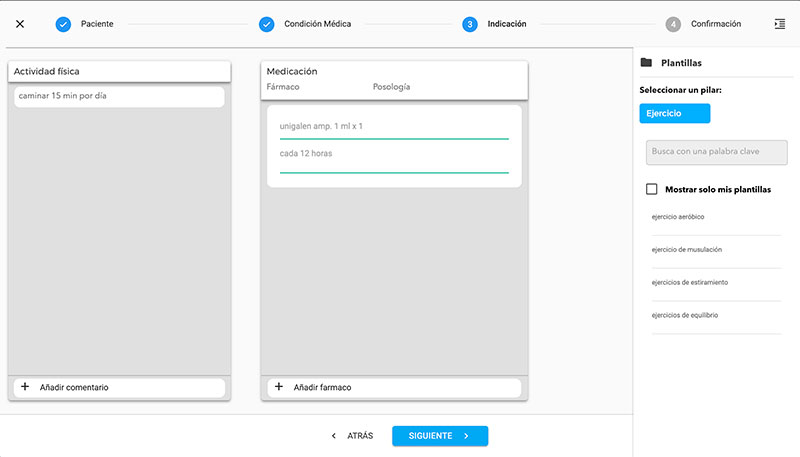 Paciente
Condición Médica
3 Indicación
4 Confirmación
Actividad física
caminar 15 min por día
Añadir comentario
Medicación
Fármaco Posología
unigalen amp. 1 ml x 1
cada 12 horas
Añadir farmaco
Plantillas
Seleccionar un pilar:
Ejercicio
Busca con una palabra clave
Mostrar solo mis plantillas
ejercicio aeróbico
ejercicio de musulación
ejercicios de estiramiento
ejercicios de equilibrio
ATRÁS
SIGUIENTE